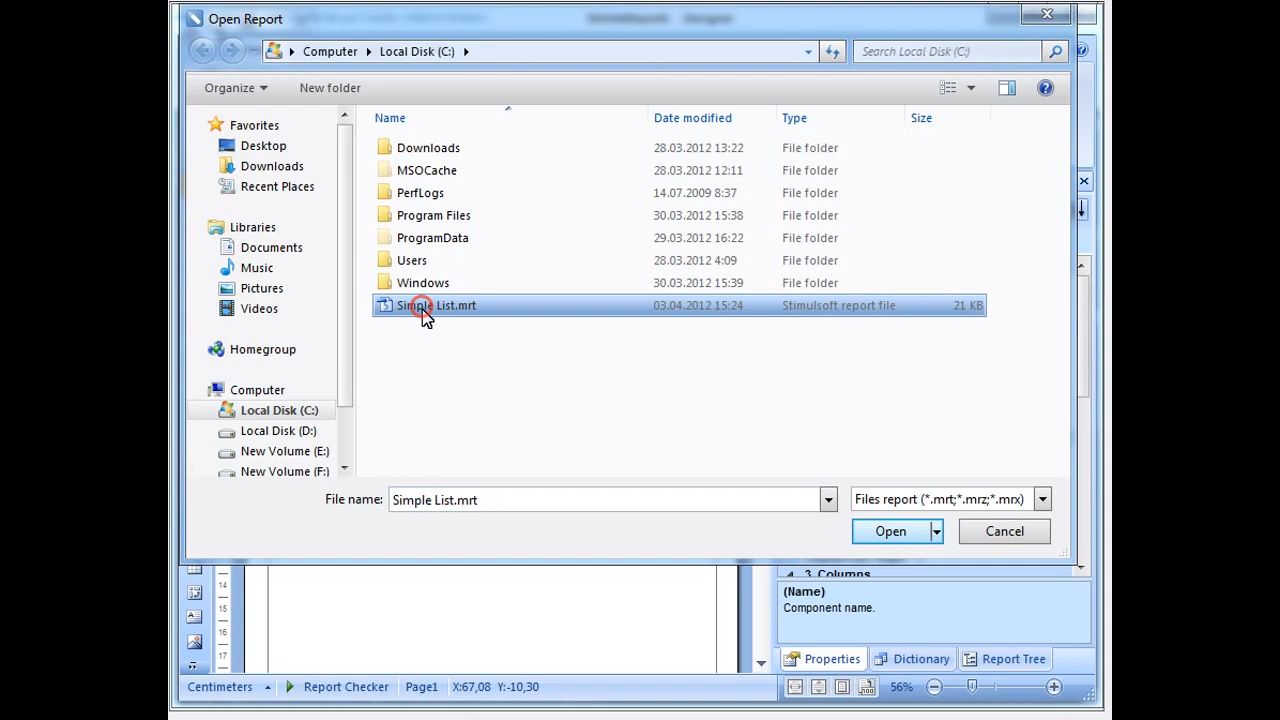 Open Report
Computer Local Disk (C:) Search Local Disk (C:)
Organize New folder
Name Date modified Type Size
Favorites
Desktop
Downloads
Recent Places
Libraries
Documents
Music
Pictures
Videos
Homegroup
Computer
Local Disk (C:)
Local Disk (D:)
New Volume (E:)
New Volume (F:)
Downloads 28.03.2012 13:22 File folder
MSOCache 28.03.2012 12:11 File folder
PerfLogs 14.07.2009 8:37 File folder
Program Files 30.03.2012 15:38 File folder
ProgramData 29.03.2012 16:22 File folder
Users 28.03.2012 4:09 File folder
Windows 30.03.2012 15:39 File folder
Simple List.mrt 03.04.2012 15:24 Stimulsoft report file 21 KB
File name: Simple List.mrt Files report (*.mrt;*.mrz;*.mrx)
Open Cancel
3. Columns
14
15
16
17
(Name)
Component name.
Properties Dictionary Report Tree
Centimeters Report Checker Page1 X:67,08 Y:-10,30 56%